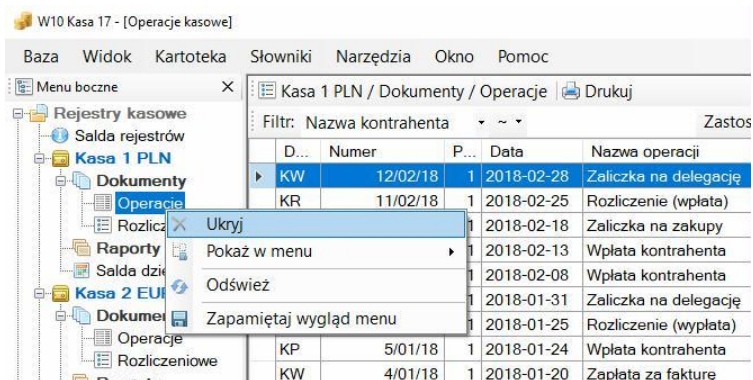 W10 Kasa 17 - [Operacje kasowe]
Baza Widok Kartoteka Słowniki Narzędzia Okno Pomoc
Menu boczne
Kasa 1 PLN / Dokumenty / Operacje Drukuj
Rejestry kasowe
Filtr: Nazwa kontrahenta ~ Zastos
Salda rejestrów
D... Numer P... Data Nazwa operacji
Kasa 1 PLN
KW 12/02/18 1 2018-02-28 Zaliczka na delegację
Dokumenty
Operacje
KR 11/02/18 1 2018-02-25 Rozliczenie (wpłata)
Rozlicz
Ukryj
1 2018-02-18 Zaliczka na zakupy
Raporty
Pokaż w menu
1 2018-02-13 Wpłata kontrahenta
Salda dzie
1 2018-02-08 Wpłata kontrahenta
Odśwież
Kasa 2 EUR
1 2018-01-31 Zaliczka na delegację
Dokumen
Zapamiętaj wygląd menu
1 2018-01-25 Rozliczenie (wypłata)
Operacje
KP 5/01/18 1 2018-01-24 Wpłata kontrahenta
Rozliczeniowe
KW 4/01/18 1 2018-01-20 Zapłata za fakturę